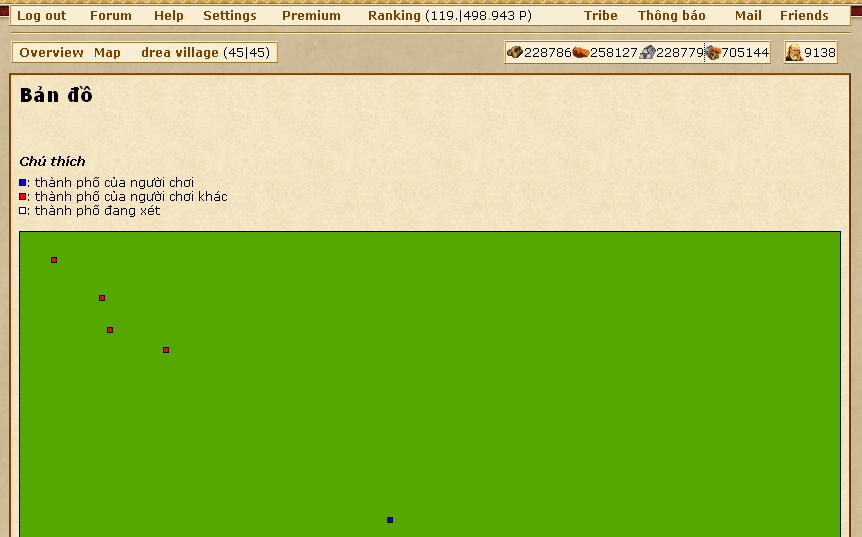 Log out Forum Help Settings Premium Ranking (119.|498.943 P) Tribe Thông báo Mail Friends
Overview Map drea village (45|45) 228786 258127 228779 705144 9138
Bản đồ
Chú thích
: thành phố của người chơi
: thành phố của người chơi khác
: thành phố đang xét